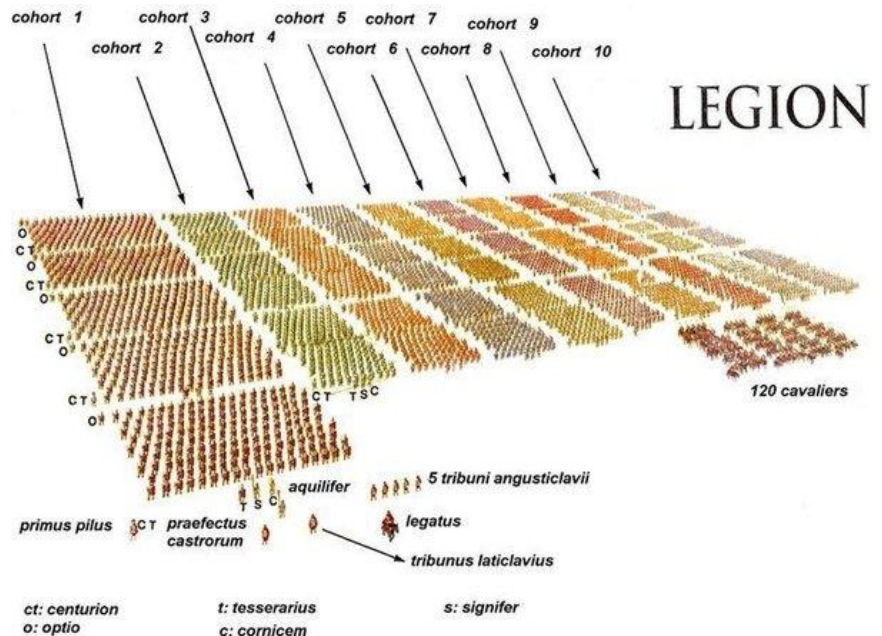 cohort 1
cohort 2
cohort 3
cohort 4
cohort 5
cohort 6
cohort 7
cohort 8
cohort 9
cohort 10
LEGION
O
CT
O
CT
O
CT
O
CT
O
CT T S C
120 cavaliers
T S C
aquilifer
5 tribuni angusticlavii
primus pilus
CT
praefectus
castrorum
legatus
tribunus laticlavius
ct: centurion
t: tesserarius
s: signifer
o: optio
c: cornicem